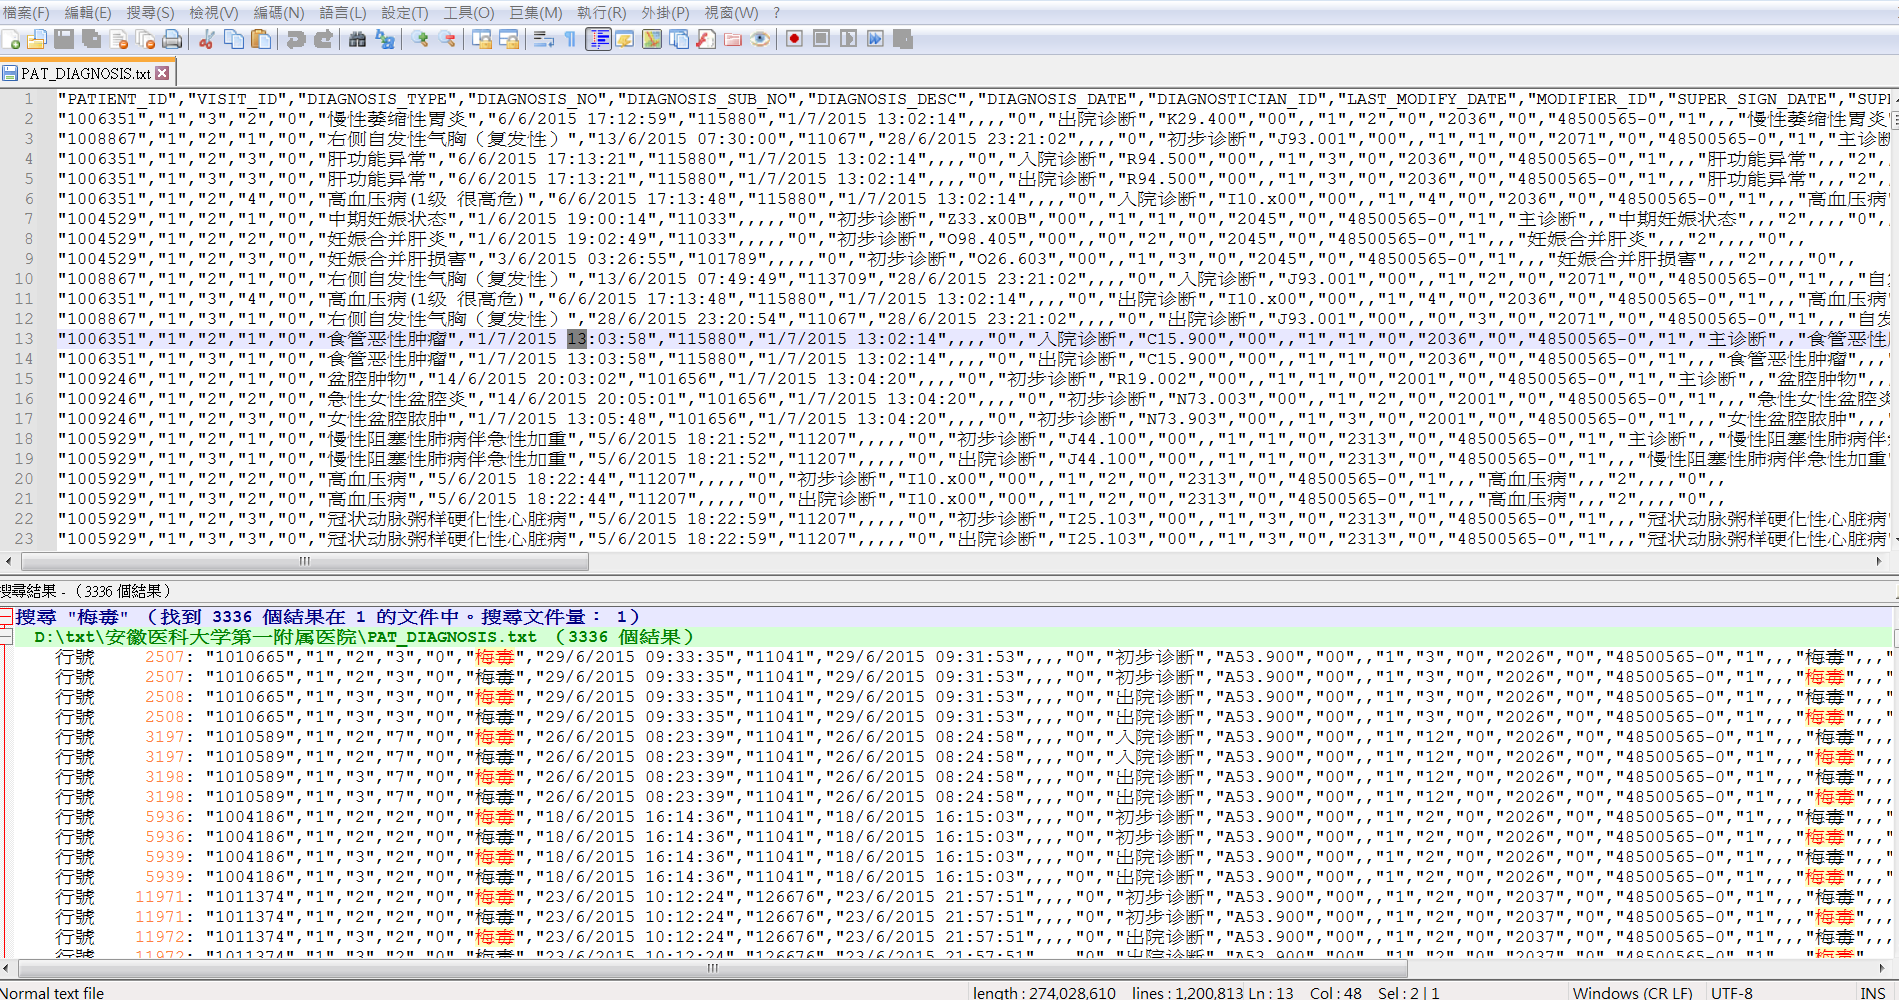 檔案(F) 編輯(E) 搜尋(S) 檢視(V) 編碼(N) 語言(L) 設定(T) 工具(O) 巨集(M) 執行(R) 外掛(P) 視窗(W) ?
PAT_DIAGNOSIS.txt
1 "PATIENT_ID","VISIT_ID","DIAGNOSIS_TYPE","DIAGNOSIS_NO","DIAGNOSIS_SUB_NO","DIAGNOSIS_DESC","DIAGNOSIS_DATE","DIAGNOSTICIAN_ID","LAST_MODIFY_DATE","MODIFIER_ID","SUPER_SIGN_DATE","SUPE
2 "1006351","1","3","2","0","慢性萎缩性胃炎","6/6/2015 17:12:59","115880","1/7/2015 13:02:14",,,,"0","出院诊断","K29.400","00",,"1","2","0","2036","0","48500565-0","1",,,"慢性萎缩性胃炎"
3 "1008867","1","2","1","0","右侧自发性气胸（复发性）","13/6/2015 07:30:00","11067","28/6/2015 23:21:02",,,,"0","初步诊断","J93.001","00",,"1","1","0","2071","0","48500565-0","1","主诊断
4 "1006351","1","2","3","0","肝功能异常","6/6/2015 17:13:21","115880","1/7/2015 13:02:14",,,,"0","入院诊断","R94.500","00",,"1","3","0","2036","0","48500565-0","1",,,"肝功能异常",,,"2",,
5 "1006351","1","3","3","0","肝功能异常","6/6/2015 17:13:21","115880","1/7/2015 13:02:14",,,,"0","出院诊断","R94.500","00",,"1","3","0","2036","0","48500565-0","1",,,"肝功能异常",,,"2",,
6 "1006351","1","2","4","0","高血压病(1级 很高危)","6/6/2015 17:13:48","115880","1/7/2015 13:02:14",,,,"0","入院诊断","I10.x00","00",,"1","4","0","2036","0","48500565-0","1",,,"高血压病
7 "1004529","1","2","1","0","中期妊娠状态","1/6/2015 19:00:14","11033",,,,,"0","初步诊断","Z33.x00B","00",,"1","1","0","2045","0","48500565-0","1","主诊断",,"中期妊娠状态",,,"2",,,,"0",,
8 "1004529","1","2","2","0","妊娠合并肝炎","1/6/2015 19:02:49","11033",,,,,"0","初步诊断","O98.405","00",,"0","2","0","2045","0","48500565-0","1",,,"妊娠合并肝炎",,,"2",,,,"0",,
9 "1004529","1","2","3","0","妊娠合并肝损害","3/6/2015 03:26:55","101789",,,,,"0","初步诊断","O26.603","00",,"1","3","0","2045","0","48500565-0","1",,,"妊娠合并肝损害",,,"2",,,,"0",,
10 "1008867","1","2","2","0","右侧自发性气胸（复发性）","13/6/2015 07:49:49","113709","28/6/2015 23:21:02",,,,"0","入院诊断","J93.001","00",,"1","2","0","2071","0","48500565-0","1",,,"自
11 "1006351","1","3","4","0","高血压病(1级 很高危)","6/6/2015 17:13:48","115880","1/7/2015 13:02:14",,,,"0","出院诊断","I10.x00","00",,"1","4","0","2036","0","48500565-0","1",,,"高血压病
12 "1008867","1","3","1","0","右侧自发性气胸（复发性）","28/6/2015 23:20:54","11067","28/6/2015 23:21:02",,,,"0","出院诊断","J93.001","00",,"0","3","0","2071","0","48500565-0","1",,,"自发
13 "1006351","1","2","1","0","食管恶性肿瘤","1/7/2015 13:03:58","115880","1/7/2015 13:02:14",,,,"0","入院诊断","C15.900","00",,"1","1","0","2036","0","48500565-0","1","主诊断",,"食管恶性
14 "1006351","1","3","1","0","食管恶性肿瘤","1/7/2015 13:03:58","115880","1/7/2015 13:02:14",,,,"0","出院诊断","C15.900","00",,"1","1","0","2036","0","48500565-0","1",,,"食管恶性肿瘤",,,
15 "1009246","1","2","1","0","盆腔肿物","14/6/2015 20:03:02","101656","1/7/2015 13:04:20",,,,"0","初步诊断","R19.002","00",,"1","1","0","2001","0","48500565-0","1","主诊断",,"盆腔肿物",,
16 "1009246","1","2","2","0","急性女性盆腔炎","14/6/2015 20:05:01","101656","1/7/2015 13:04:20",,,,"0","初步诊断","N73.003","00",,"1","2","0","2001","0","48500565-0","1",,,"急性女性盆腔炎
17 "1009246","1","2","3","0","女性盆腔脓肿","1/7/2015 13:05:48","101656","1/7/2015 13:04:20",,,,"0","初步诊断","N73.903","00",,"1","3","0","2001","0","48500565-0","1",,,"女性盆腔脓肿",,,
18 "1005929","1","2","1","0","慢性阻塞性肺病伴急性加重","5/6/2015 18:21:52","11207",,,,,"0","初步诊断","J44.100","00",,"1","1","0","2313","0","48500565-0","1","主诊断",,"慢性阻塞性肺病伴急
19 "1005929","1","3","1","0","慢性阻塞性肺病伴急性加重","5/6/2015 18:21:52","11207",,,,,"0","出院诊断","J44.100","00",,"1","1","0","2313","0","48500565-0","1",,,"慢性阻塞性肺病伴急性加重"
20 "1005929","1","2","2","0","高血压病","5/6/2015 18:22:44","11207",,,,,"0","初步诊断","I10.x00","00",,"1","2","0","2313","0","48500565-0","1",,,"高血压病",,,"2",,,,"0",,
21 "1005929","1","3","2","0","高血压病","5/6/2015 18:22:44","11207",,,,,"0","出院诊断","I10.x00","00",,"1","2","0","2313","0","48500565-0","1",,,"高血压病",,,"2",,,,"0",,
22 "1005929","1","2","3","0","冠状动脉粥样硬化性心脏病","5/6/2015 18:22:59","11207",,,,,"0","初步诊断","I25.103","00",,"1","3","0","2313","0","48500565-0","1",,,"冠状动脉粥样硬化性心脏病"
23 "1005929","1","3","3","0","冠状动脉粥样硬化性心脏病","5/6/2015 18:22:59","11207",,,,,"0","出院诊断","I25.103","00",,"1","3","0","2313","0","48500565-0","1",,,"冠状动脉粥样硬化性心脏病"
搜尋結果 - （3336 個結果）
搜尋 "梅毒" （找到 3336 個結果在 1 的文件中。搜尋文件量： 1）
D:\txt\安徽医科大学第一附属医院\PAT_DIAGNOSIS.txt （3336 個結果）
行號 2507: "1010665","1","2","3","0","梅毒","29/6/2015 09:33:35","11041","29/6/2015 09:31:53",,,,"0","初步诊断","A53.900","00",,"1","3","0","2026","0","48500565-0","1",,,"梅毒",,,"
行號 2507: "1010665","1","2","3","0","梅毒","29/6/2015 09:33:35","11041","29/6/2015 09:31:53",,,,"0","初步诊断","A53.900","00",,"1","3","0","2026","0","48500565-0","1",,,"梅毒",,,"
行號 2508: "1010665","1","3","3","0","梅毒","29/6/2015 09:33:35","11041","29/6/2015 09:31:53",,,,"0","出院诊断","A53.900","00",,"1","3","0","2026","0","48500565-0","1",,,"梅毒",,,"
行號 2508: "1010665","1","3","3","0","梅毒","29/6/2015 09:33:35","11041","29/6/2015 09:31:53",,,,"0","出院诊断","A53.900","00",,"1","3","0","2026","0","48500565-0","1",,,"梅毒",,,"
行號 3197: "1010589","1","2","7","0","梅毒","26/6/2015 08:23:39","11041","26/6/2015 08:24:58",,,,"0","入院诊断","A53.900","00",,"1","12","0","2026","0","48500565-0","1",,,"梅毒",,,
行號 3197: "1010589","1","2","7","0","梅毒","26/6/2015 08:23:39","11041","26/6/2015 08:24:58",,,,"0","入院诊断","A53.900","00",,"1","12","0","2026","0","48500565-0","1",,,"梅毒",,,
行號 3198: "1010589","1","3","7","0","梅毒","26/6/2015 08:23:39","11041","26/6/2015 08:24:58",,,,"0","出院诊断","A53.900","00",,"1","12","0","2026","0","48500565-0","1",,,"梅毒",,,
行號 3198: "1010589","1","3","7","0","梅毒","26/6/2015 08:23:39","11041","26/6/2015 08:24:58",,,,"0","出院诊断","A53.900","00",,"1","12","0","2026","0","48500565-0","1",,,"梅毒",,,
行號 5936: "1004186","1","2","2","0","梅毒","18/6/2015 16:14:36","11041","18/6/2015 16:15:03",,,,"0","初步诊断","A53.900","00",,"1","2","0","2026","0","48500565-0","1",,,"梅毒",,,"
行號 5936: "1004186","1","2","2","0","梅毒","18/6/2015 16:14:36","11041","18/6/2015 16:15:03",,,,"0","初步诊断","A53.900","00",,"1","2","0","2026","0","48500565-0","1",,,"梅毒",,,"
行號 5939: "1004186","1","3","2","0","梅毒","18/6/2015 16:14:36","11041","18/6/2015 16:15:03",,,,"0","出院诊断","A53.900","00",,"1","2","0","2026","0","48500565-0","1",,,"梅毒",,,"
行號 5939: "1004186","1","3","2","0","梅毒","18/6/2015 16:14:36","11041","18/6/2015 16:15:03",,,,"0","出院诊断","A53.900","00",,"1","2","0","2026","0","48500565-0","1",,,"梅毒",,,"
行號 11971: "1011374","1","2","2","0","梅毒","23/6/2015 10:12:24","126676","23/6/2015 21:57:51",,,,"0","初步诊断","A53.900","00",,"1","2","0","2037","0","48500565-0","1",,,"梅毒",,,
行號 11971: "1011374","1","2","2","0","梅毒","23/6/2015 10:12:24","126676","23/6/2015 21:57:51",,,,"0","初步诊断","A53.900","00",,"1","2","0","2037","0","48500565-0","1",,,"梅毒",,,
行號 11972: "1011374","1","3","2","0","梅毒","23/6/2015 10:12:24","126676","23/6/2015 21:57:51",,,,"0","出院诊断","A53.900","00",,"1","2","0","2037","0","48500565-0","1",,,"梅毒",,,
行號 11972: "1011374","1","3","2","0","梅毒","23/6/2015 10:12:24","126676","23/6/2015 21:57:51",,,,"0","出院诊断","A53.900","00",,"1","2","0","2037","0","48500565-0","1",,,"梅毒",,,
Normal text file length : 274,028,610 lines : 1,200,813 Ln : 13 Col : 48 Sel : 2 | 1 Windows (CR LF) UTF-8 INS